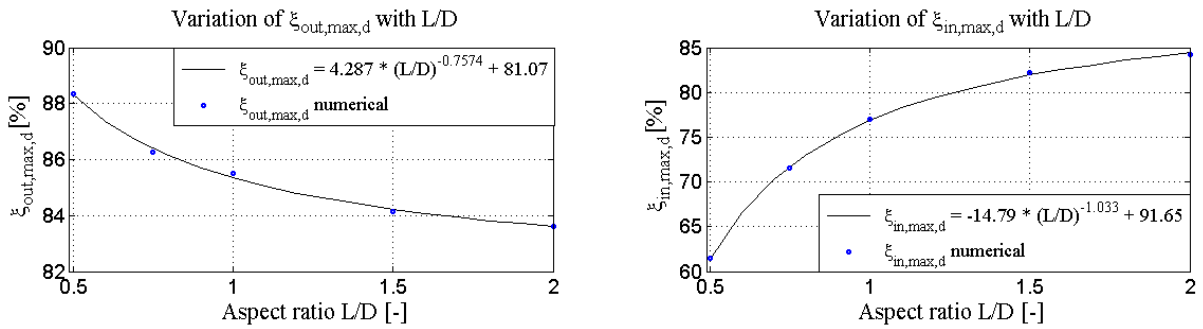 Variation of ξout,max,d with L/D
90
88
86
84
82
ξout,max,d [%]
ξout,max,d = 4.287 * (L/D)-0.7574 + 81.07
ξout,max,d numerical
0.5
1
1.5
2
Aspect ratio L/D [-]
Variation of ξin,max,d with L/D
85
80
75
70
65
60
ξin,max,d [%]
ξin,max,d = -14.79 * (L/D)-1.033 + 91.65
ξin,max,d numerical
0.5
1
1.5
2
Aspect ratio L/D [-]